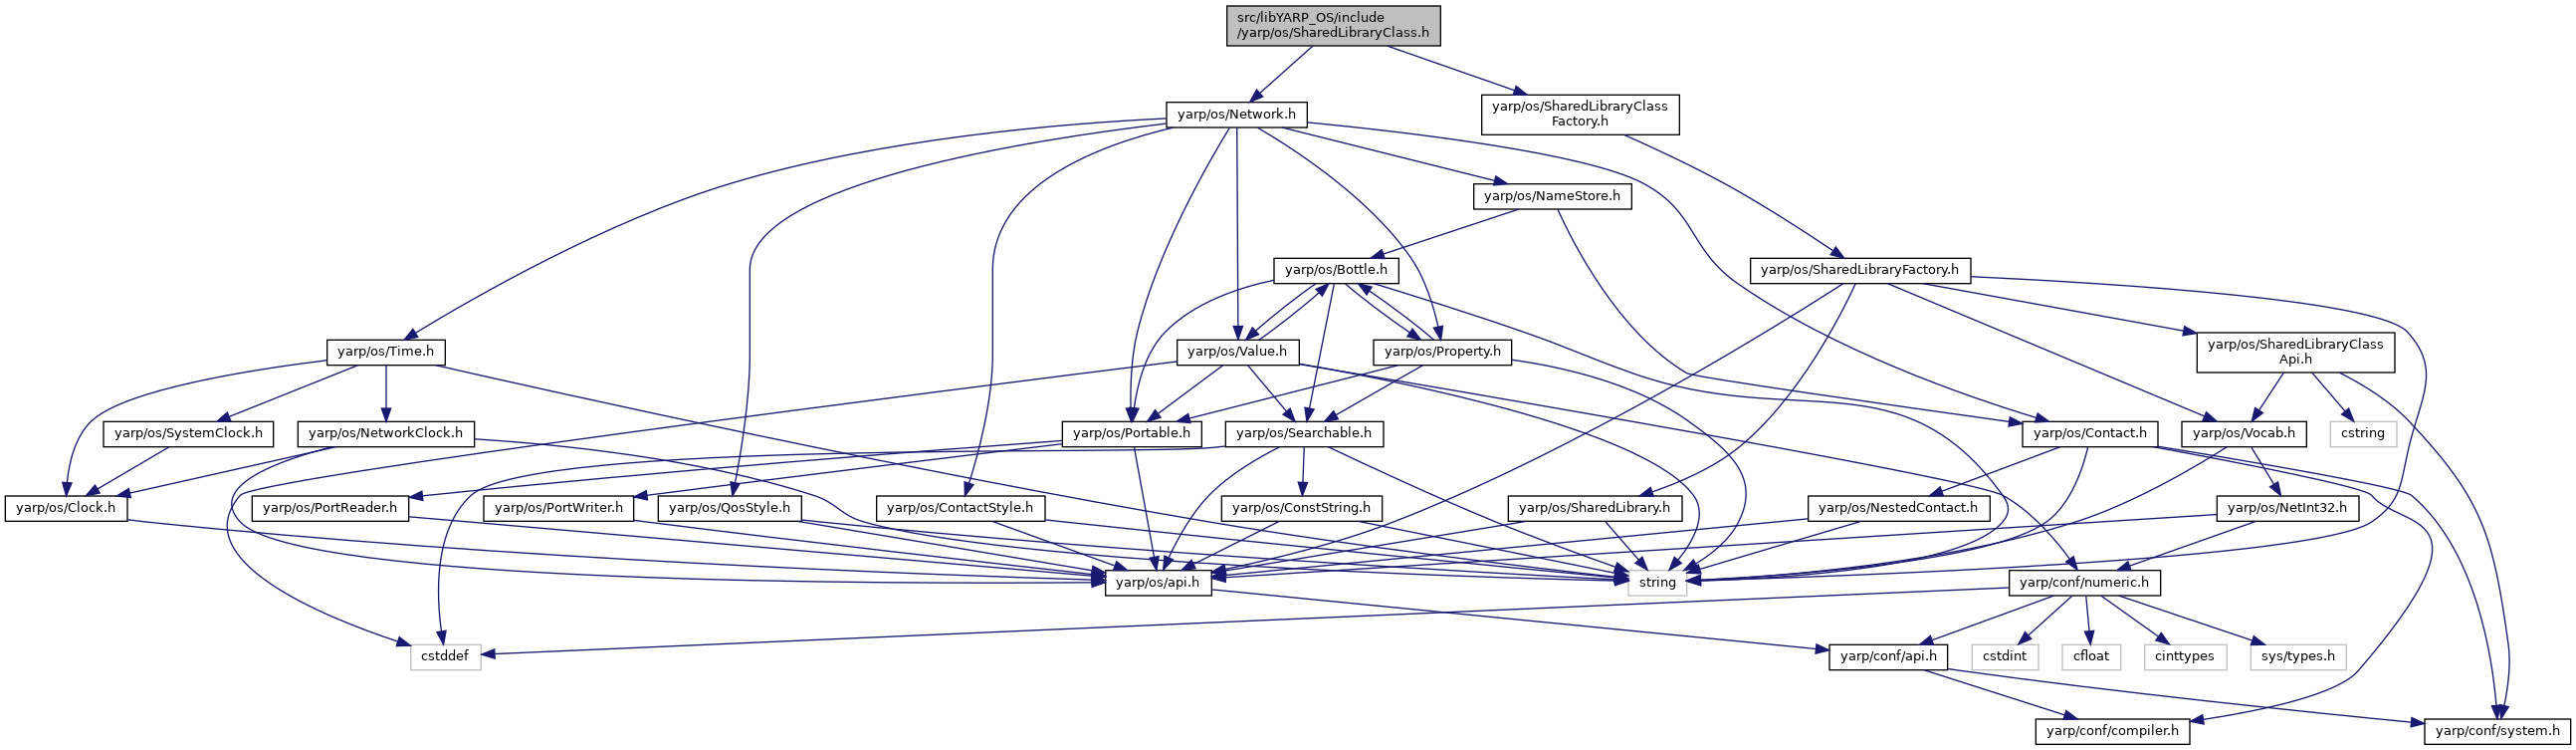 src/libYARP_OS/include
/yarp/os/SharedLibraryClass.h
yarp/os/Network.h
yarp/os/SharedLibraryClass
Factory.h
yarp/os/NameStore.h
yarp/os/Bottle.h
yarp/os/SharedLibraryFactory.h
yarp/os/Time.h
yarp/os/Value.h
yarp/os/Property.h
yarp/os/SharedLibraryClass
Api.h
yarp/os/SystemClock.h
yarp/os/NetworkClock.h
yarp/os/Portable.h
yarp/os/Searchable.h
yarp/os/Contact.h
yarp/os/Vocab.h
cstring
yarp/os/Clock.h
yarp/os/PortReader.h
yarp/os/PortWriter.h
yarp/os/QosStyle.h
yarp/os/ContactStyle.h
yarp/os/ConstString.h
yarp/os/SharedLibrary.h
yarp/os/NestedContact.h
yarp/os/NetInt32.h
yarp/os/api.h
string
yarp/conf/numeric.h
cstddef
yarp/conf/api.h
cstdint
cfloat
cinttypes
sys/types.h
yarp/conf/compiler.h
yarp/conf/system.h